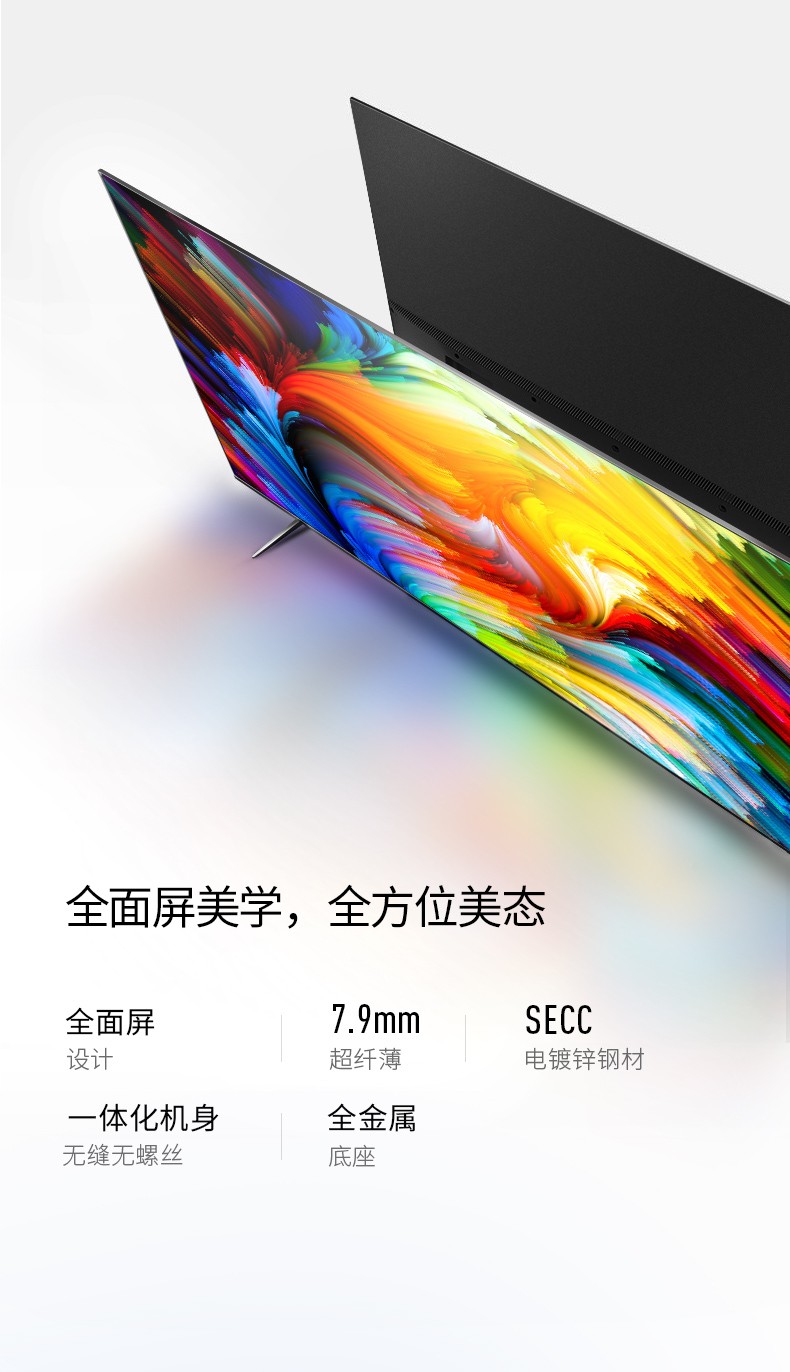 全面屏美学，全方位美态
全面屏
设计
7.9mm
超纤薄
SECC
电镀锌钢材
一体化机身
无缝无螺丝
全金属
底座